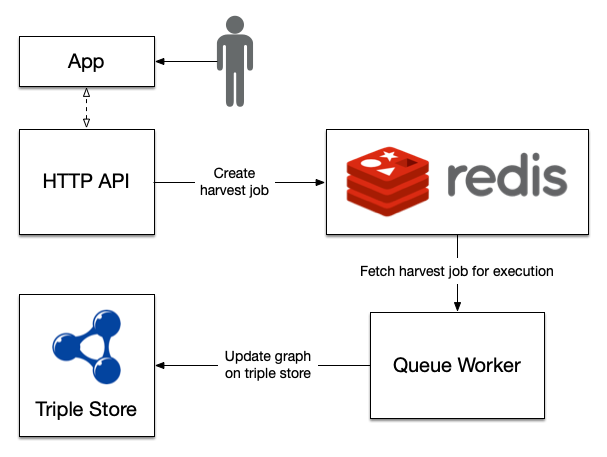 App
HTTP API
Create
harvest job
redis
Fetch harvest job for execution
Queue Worker
Update graph
on triple store
Triple Store